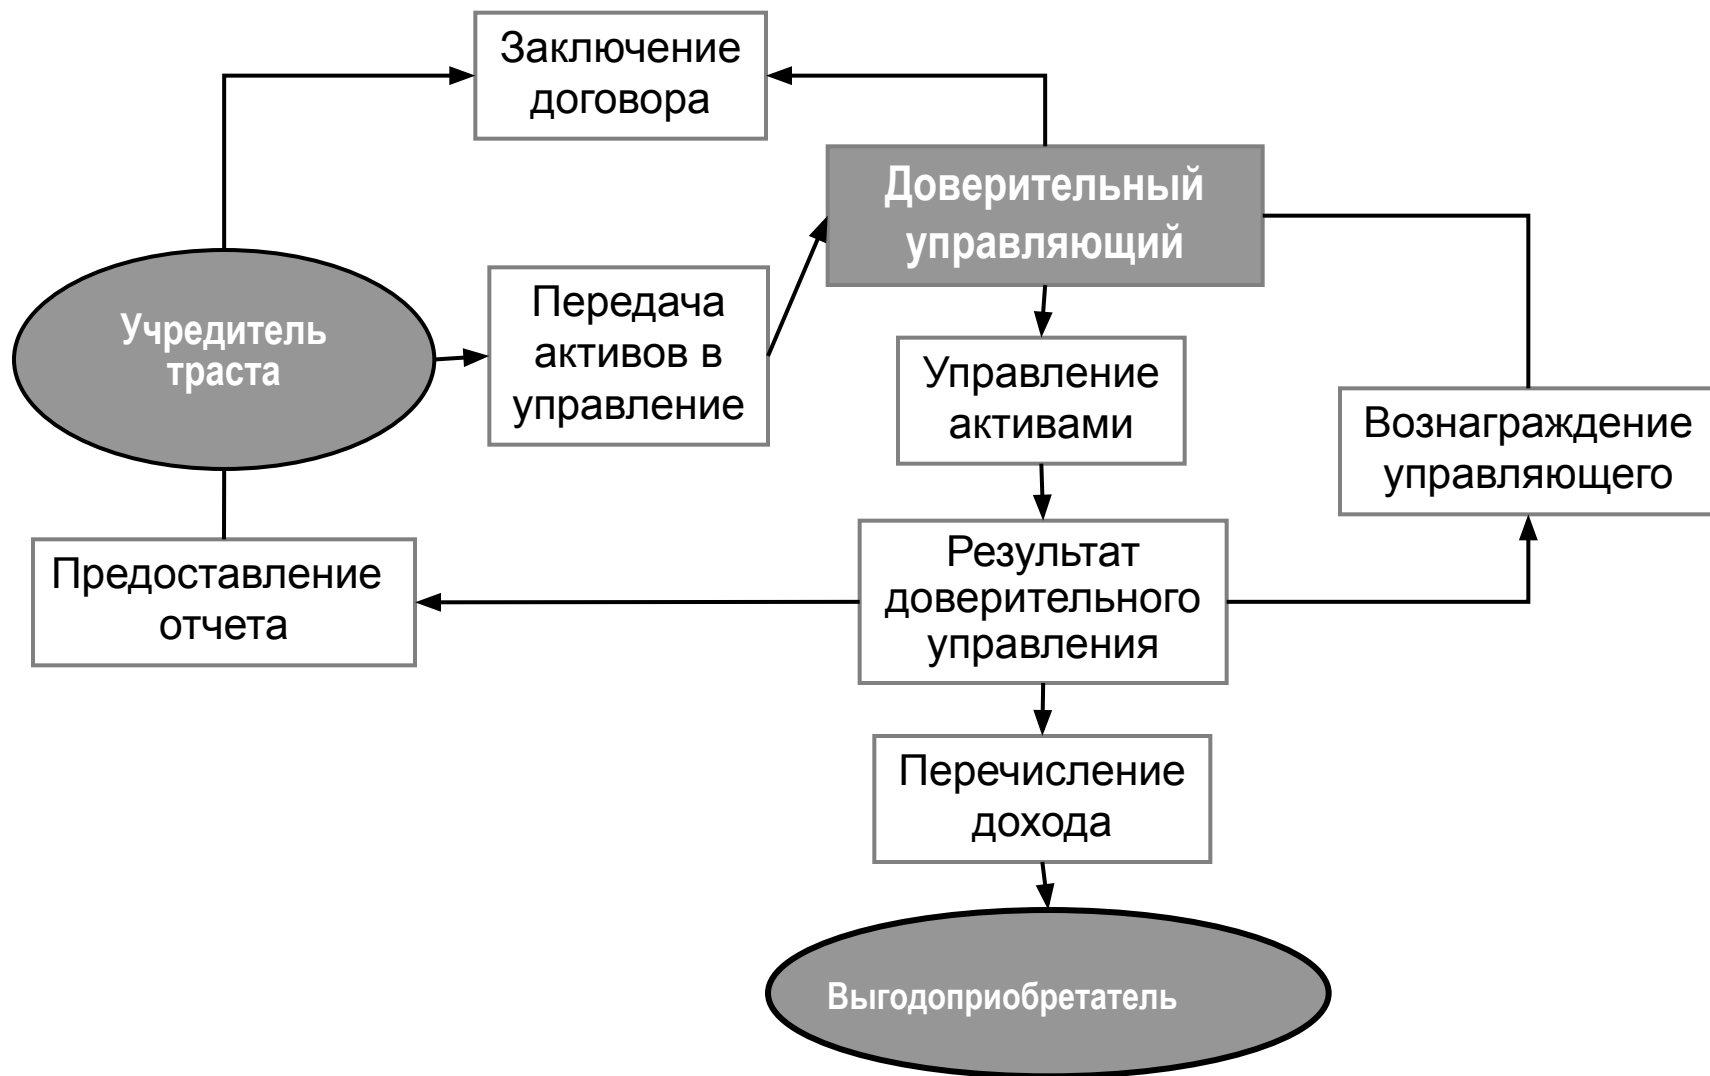 Заключение
договора
Доверительный
управляющий
Учредитель
траста
Передача
активов в
управление
Управление
активами
Вознаграждение
управляющего
Предоставление
отчета
Результат
доверительного
управления
Перечисление
дохода
Выгодоприобретатель